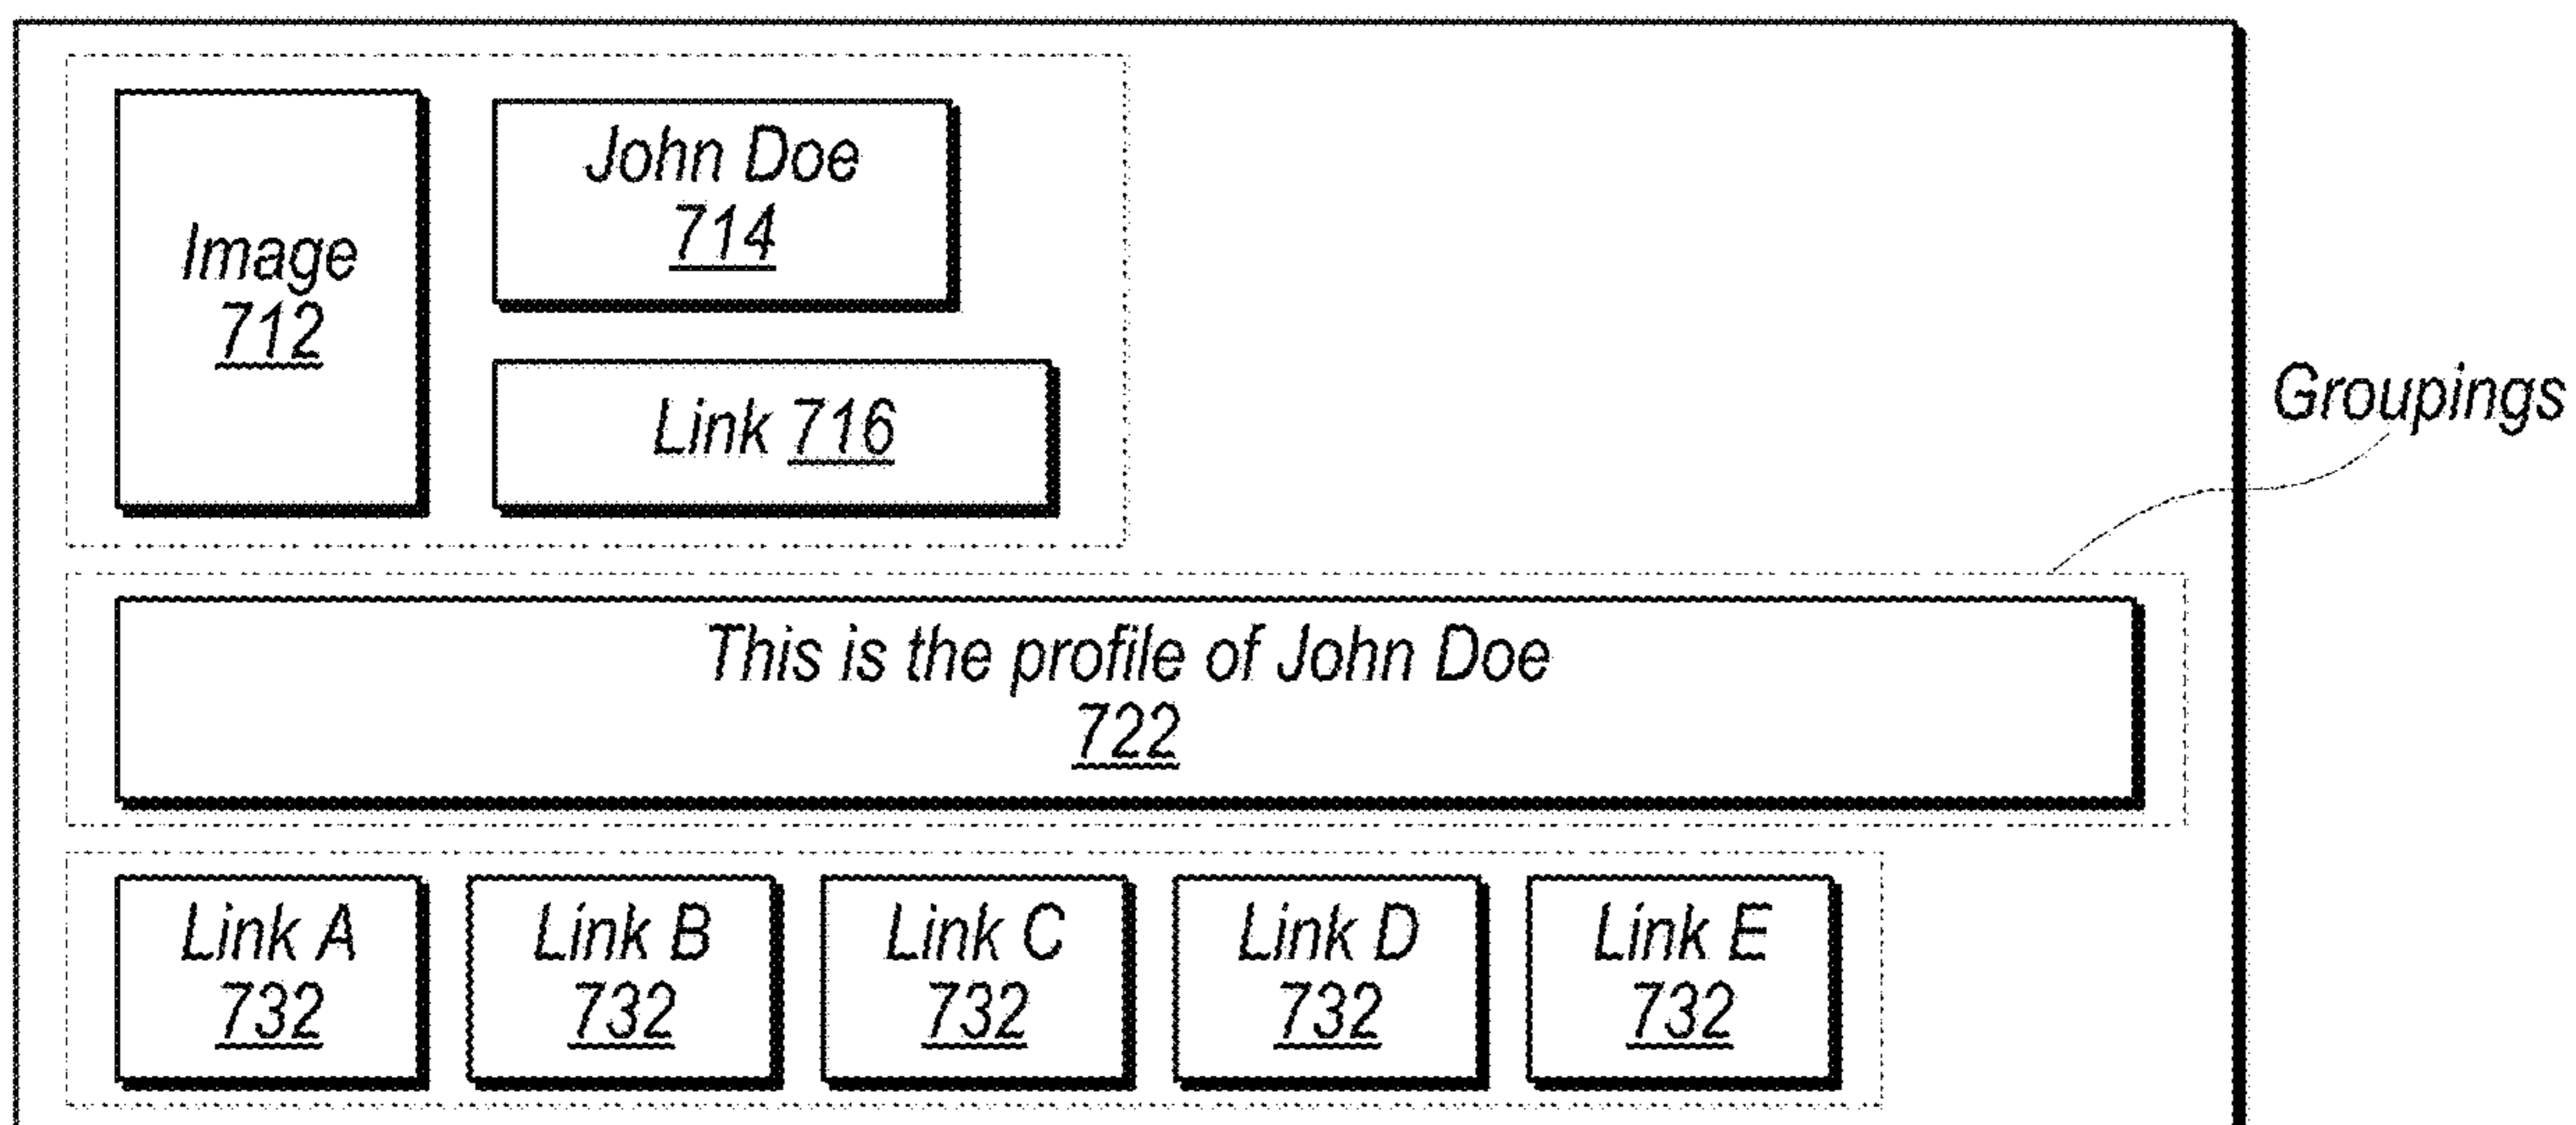 Image
712
John Doe
714
Link 716
Groupings
This is the profile of John Doe
722
Link A
732
Link B
732
Link C
732
Link D
732
Link E
732